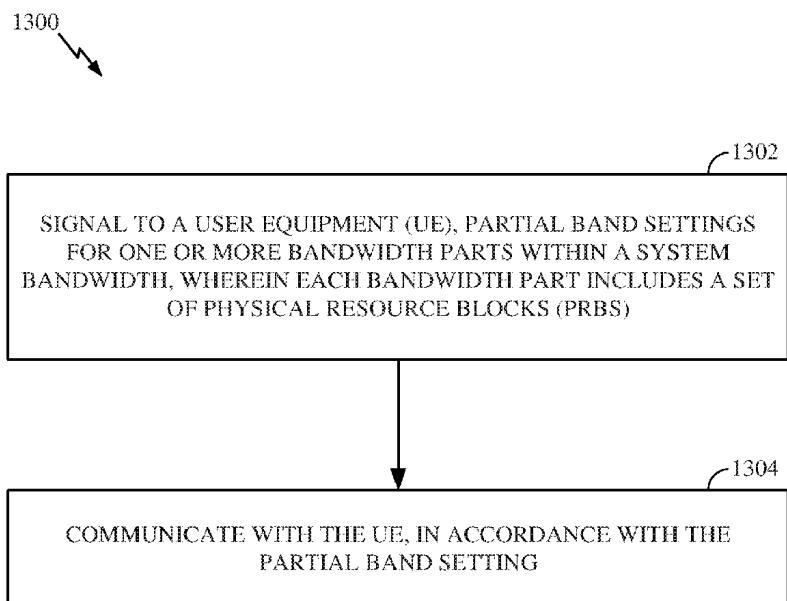 1300
1302
SIGNAL TO A USER EQUIPMENT (UE), PARTIAL BAND SETTINGS
FOR ONE OR MORE BANDWIDTH PARTS WITHIN A SYSTEM
BANDWIDTH, WHEREIN EACH BANDWIDTH PART INCLUDES A SET
OF PHYSICAL RESOURCE BLOCKS (PRBS)
1304
COMMUNICATE WITH THE UE, IN ACCORDANCE WITH THE
PARTIAL BAND SETTING